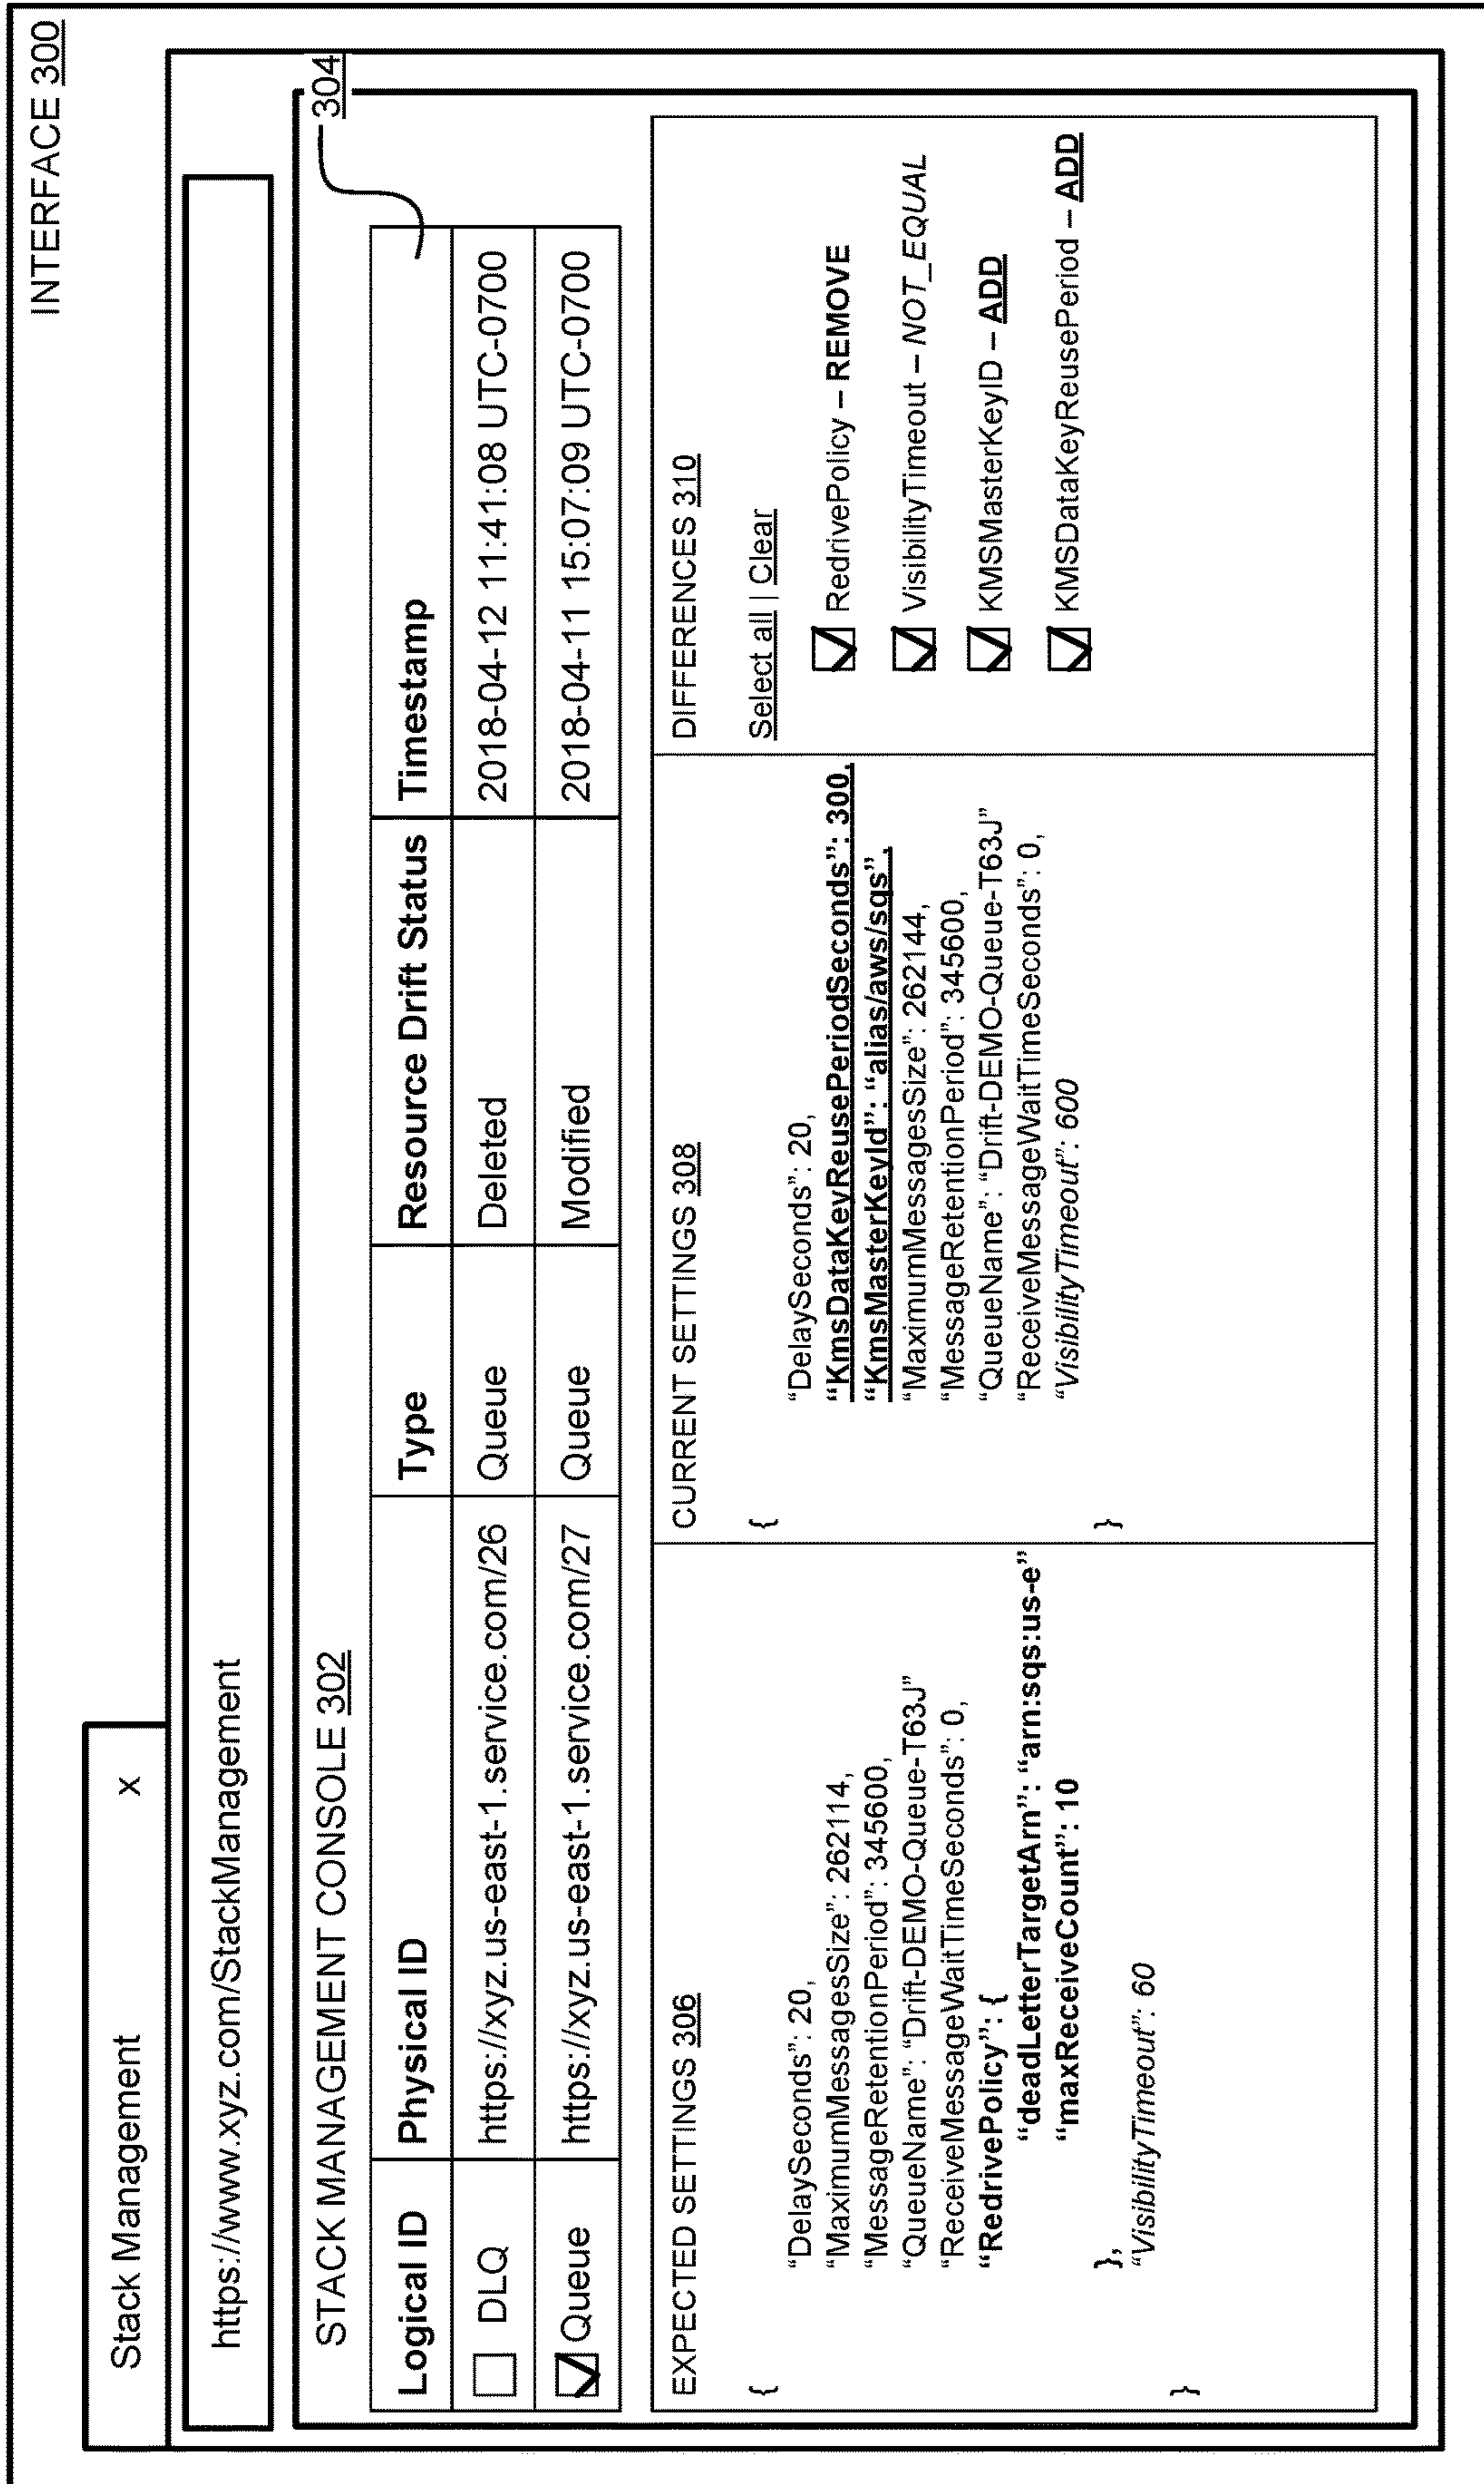 INTERFACE 300
Stack Management x
https://www.xyz.com/StackManagement
STACK MANAGEMENT CONSOLE 302
304
Logical ID Physical ID Type Resource Drift Status Timestamp
DLQ https://xyz.us-east-1.service.com/26 Queue Deleted 2018-04-12 11:41:08 UTC-0700
Queue https://xyz.us-east-1.service.com/27 Queue Modified 2018-04-11 15:07:09 UTC-0700
EXPECTED SETTINGS 306
{
“DelaySeconds”: 20,
“MaximumMessagesSize”: 262114,
“MessageRetentionPeriod”: 345600,
“QueueName”: “Drift-DEMO-Queue-T63J”
“ReceiveMessageWaitTimeSeconds”: 0,
“RedrivePolicy”: {
“deadLetterTargetArn”: “arn:sqs:us-e”
“maxReceiveCount”: 10
},
“VisibilityTimeout”: 60
}
CURRENT SETTINGS 308
{
“DelaySeconds”: 20,
“KmsDataKeyReusePeriodSeconds”: 300,
“KmsMasterKeyId”: “alias/aws/sqs”,
“MaximumMessagesSize”: 262144,
“MessageRetentionPeriod”: 345600,
“QueueName”: “Drift-DEMO-Queue-T63J”
“ReceiveMessageWaitTimeSeconds”: 0,
“VisibilityTimeout”: 600
}
DIFFERENCES 310
Select all | Clear
RedrivePolicy – REMOVE
VisibilityTimeout – NOT_EQUAL
KMSMasterKeyID – ADD
KMSDataKeyReusePeriod – ADD